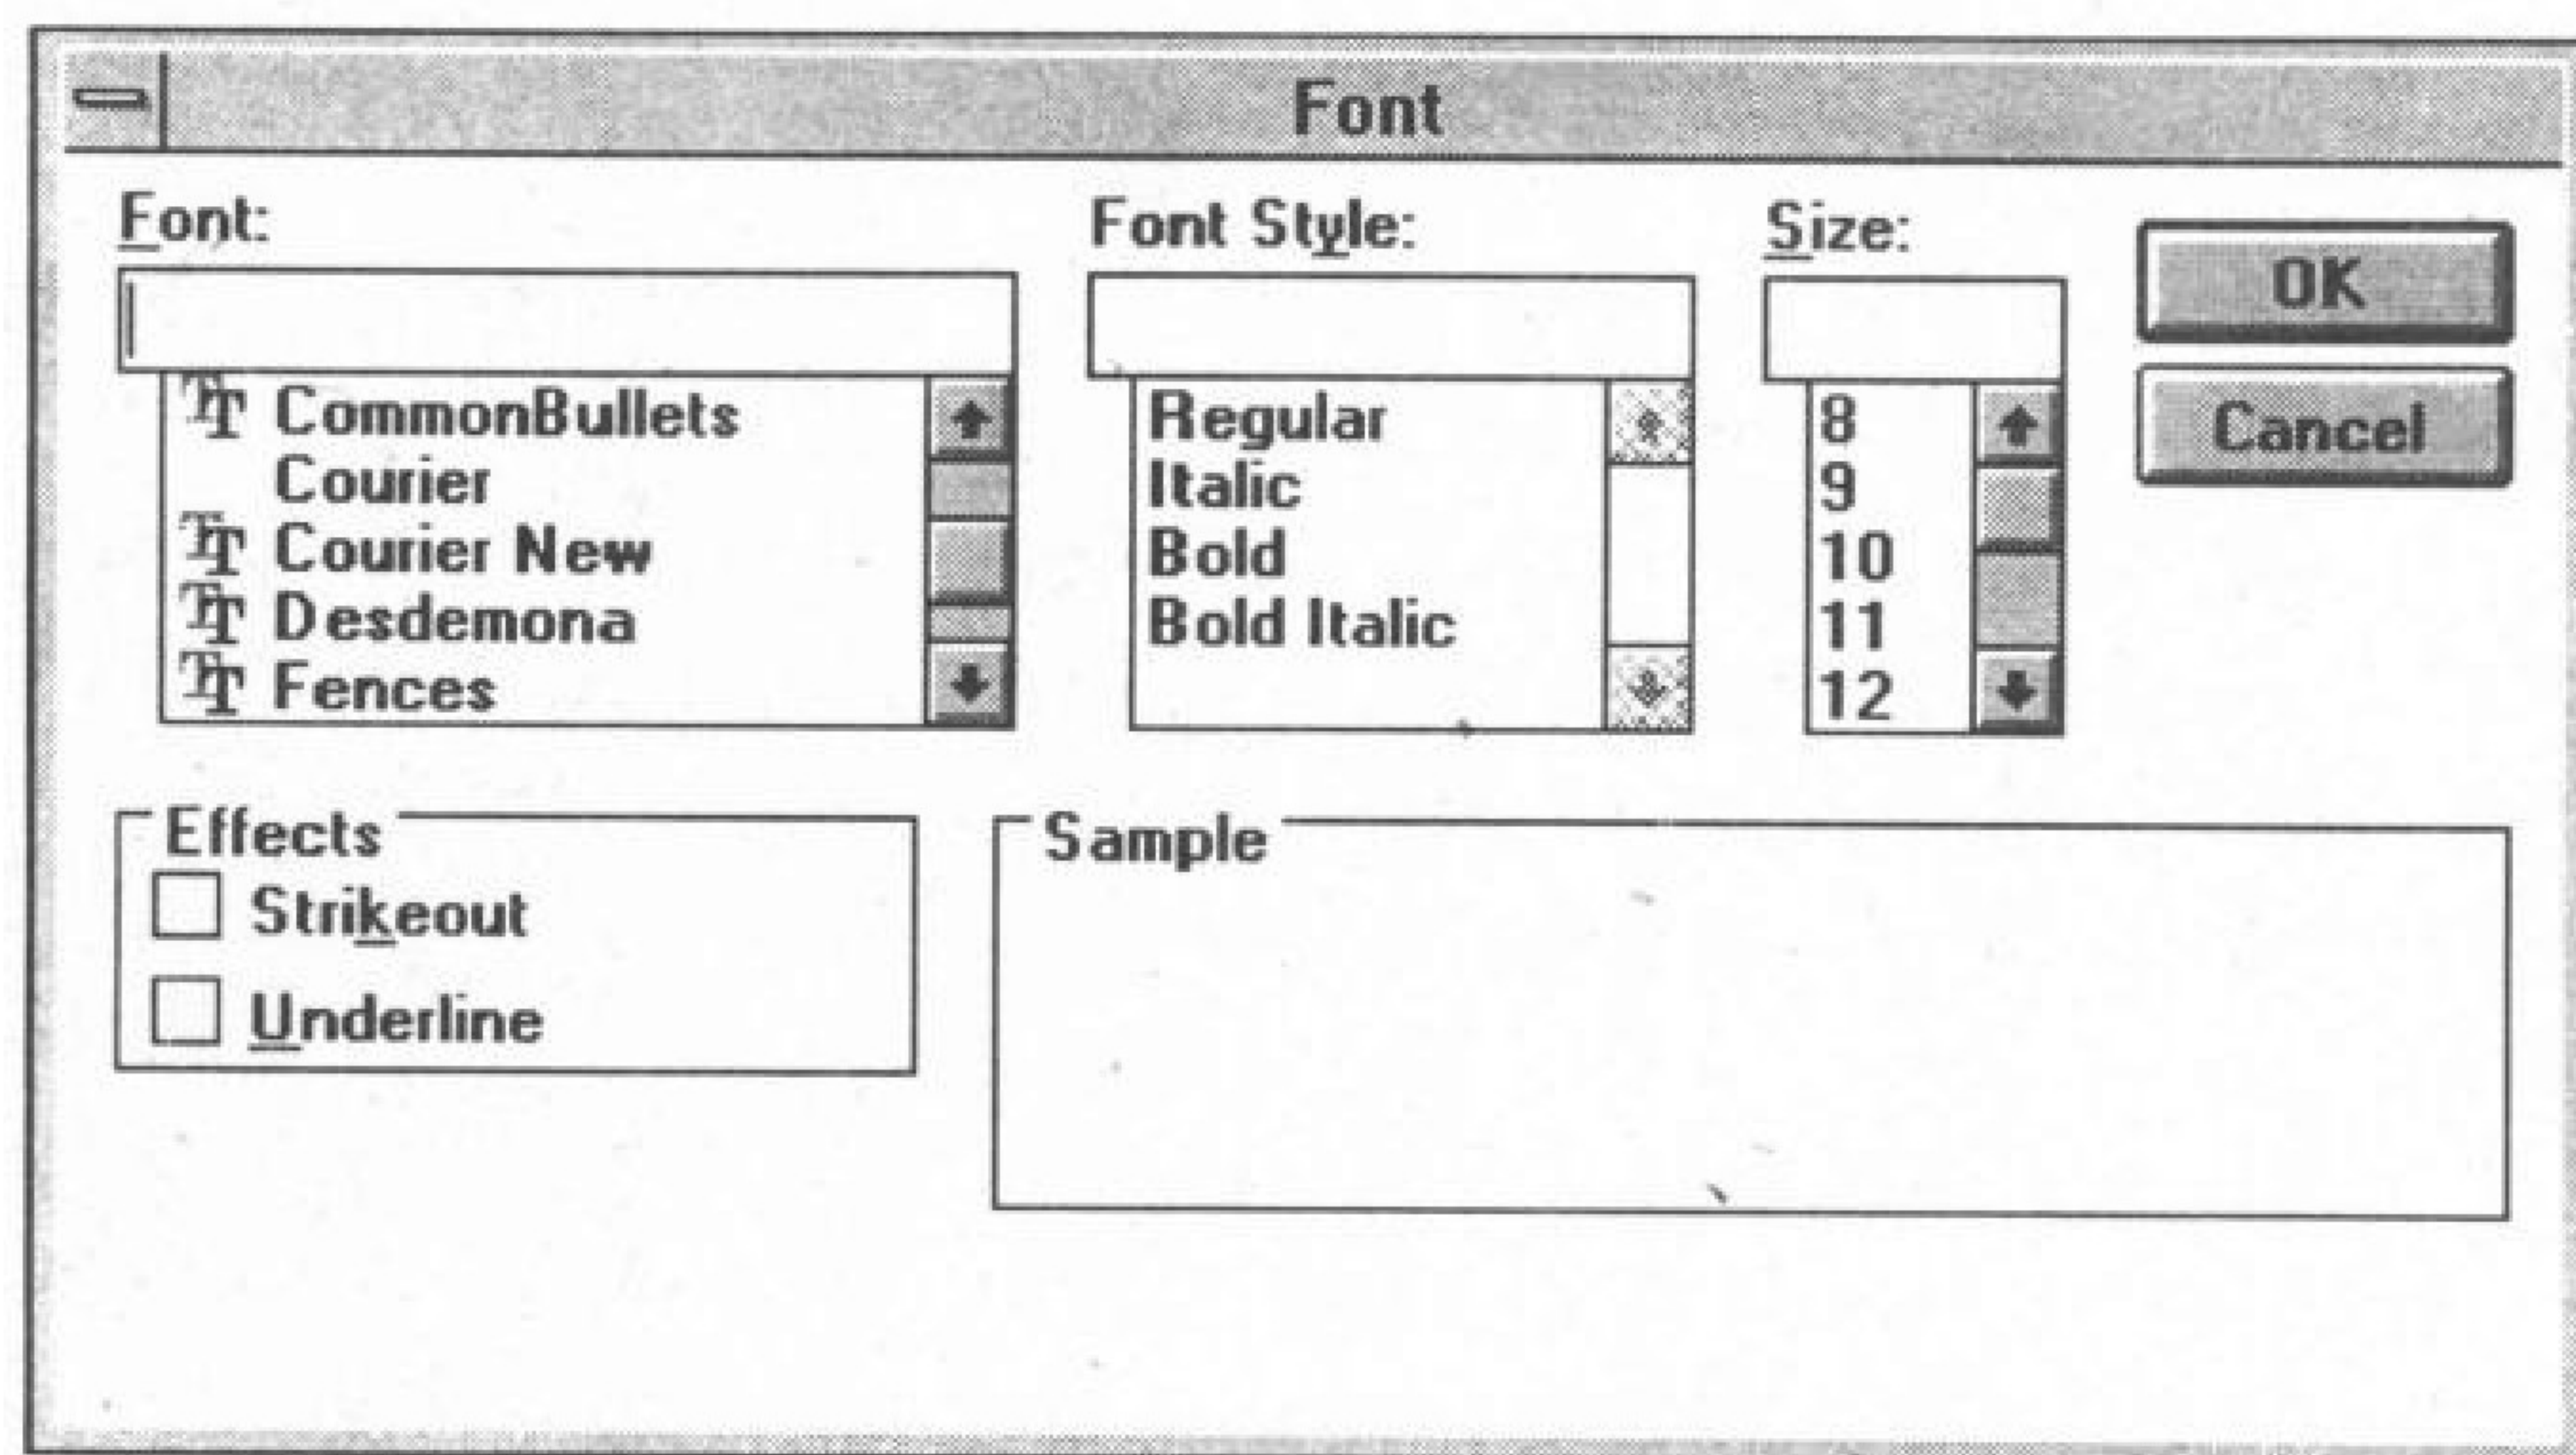 Font
Font:
CommonBullets
Courier
Courier New
Desdemona
Fences
Font Style:
Regular
Italic
Bold
Bold Italic
Size:
8
9
10
11
12
OK
Cancel
Effects
Strikeout
Underline
Sample